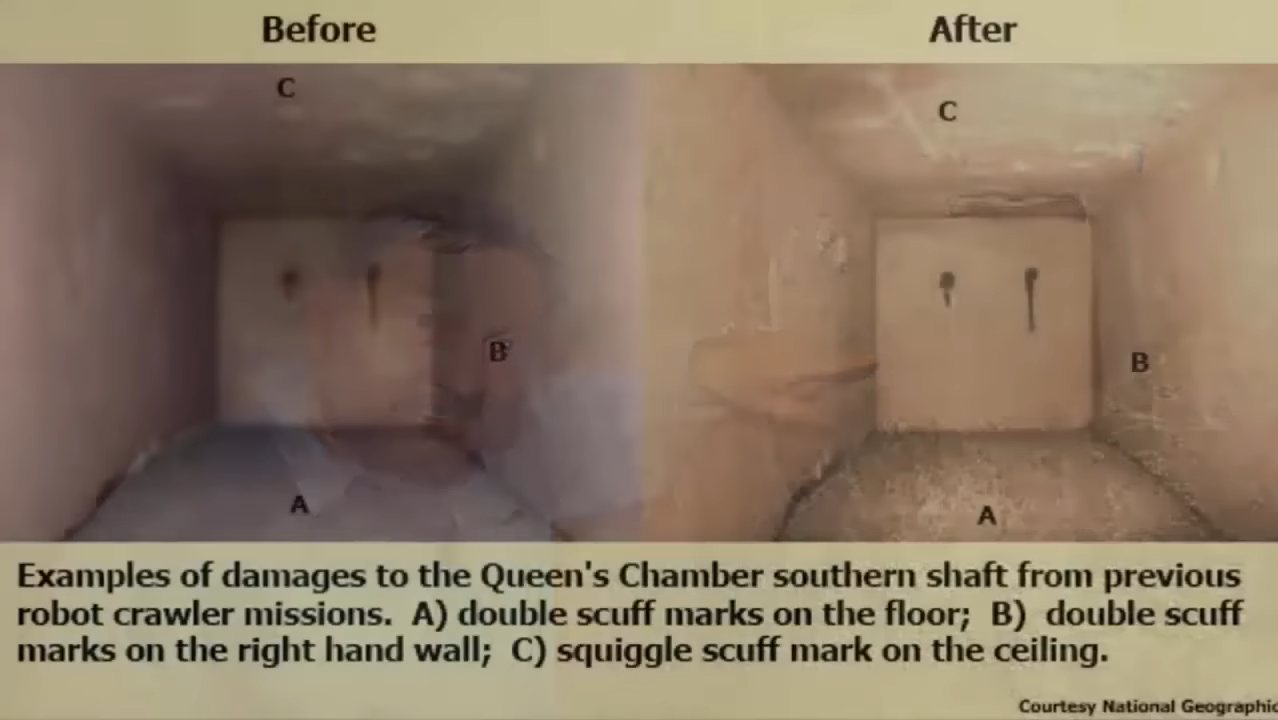 Before
After
C
C
B
B
A
A
Examples of damages to the Queen's Chamber southern shaft from previous
robot crawler missions.  A) double scuff marks on the floor;  B)  double scuff
marks on the right hand wall;  C) squiggle scuff mark on the ceiling.
Courtesy National Geographic